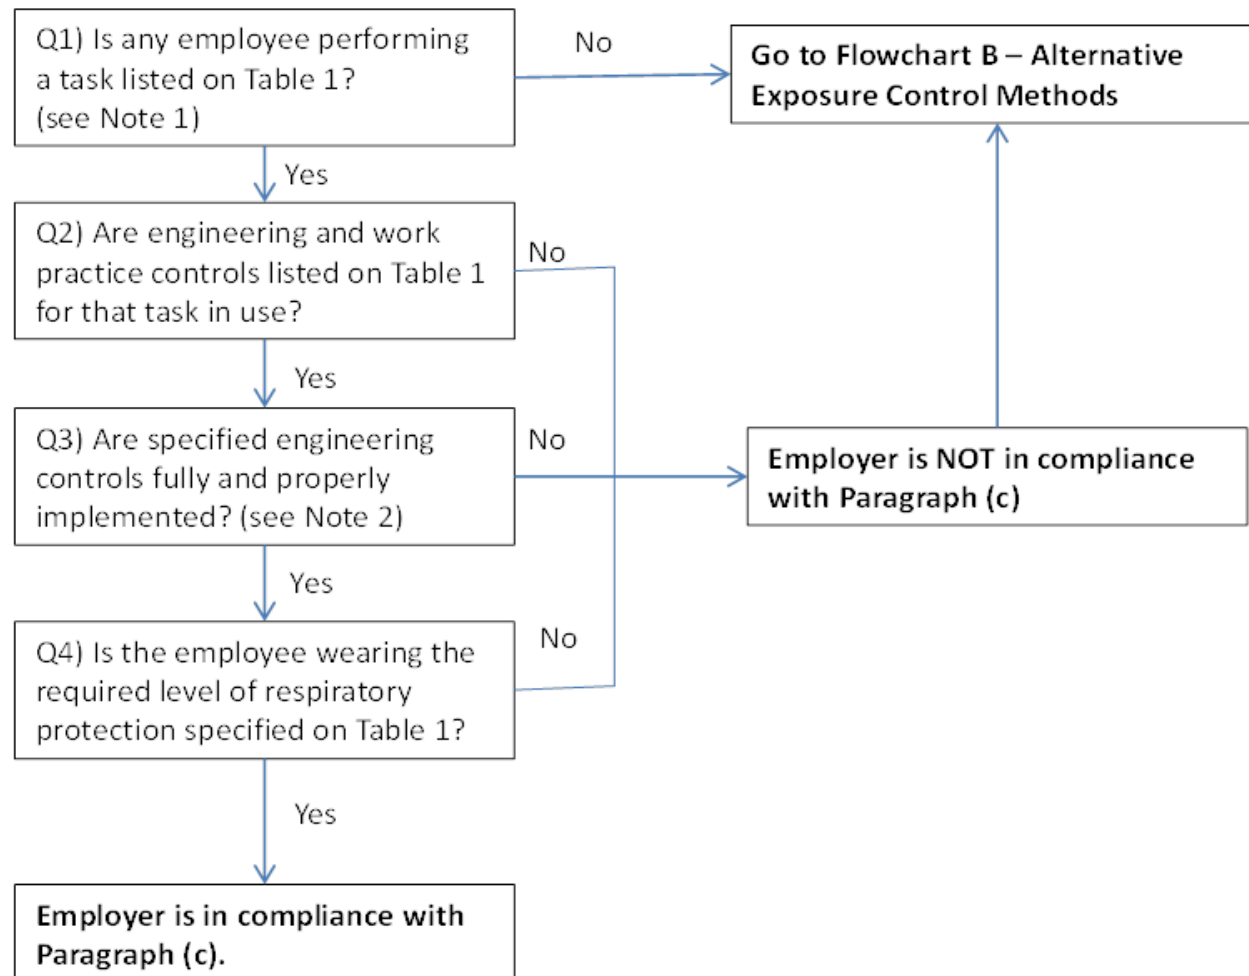 Q1) Is any employee performing
a task listed on Table 1?
(see Note 1)
No
Go to Flowchart B – Alternative
Exposure Control Methods
Yes
Q2) Are engineering and work
practice controls listed on Table 1
for that task in use?
No
Yes
Q3) Are specified engineering
controls fully and properly
implemented? (see Note 2)
No
Employer is NOT in compliance
with Paragraph (c)
Yes
Q4) Is the employee wearing the
required level of respiratory
protection specified on Table 1?
No
Yes
Employer is in compliance with
Paragraph (c).